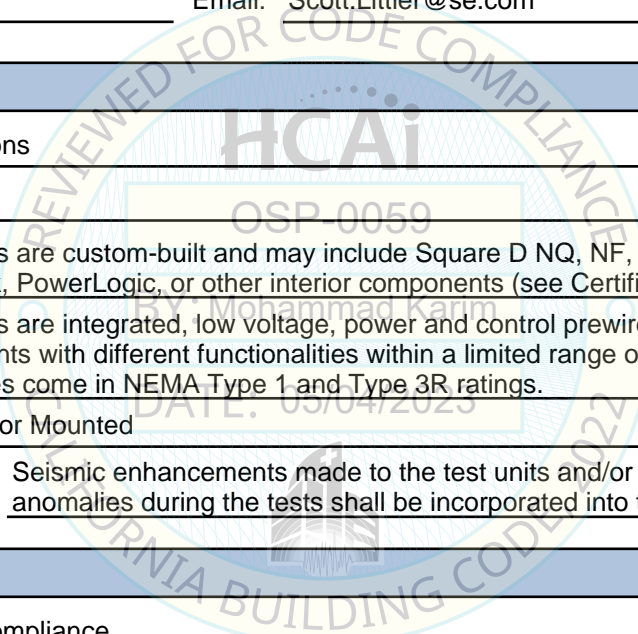 Email: Scott.Littler@se.com
REVIEWED FOR CODE COMPLIANCE
HCAi
ons
OSP-0059
s are custom-built and may include Square D NQ, NF,
, PowerLogic, or other interior components (see Certifi
BY: Mohammad Karim
s are integrated, low voltage, power and control prewire
nts with different functionalities within a limited range o
es come in NEMA Type 1 and Type 3R ratings.
DATE: 05/04/2023
or Mounted
Seismic enhancements made to the test units and/or
anomalies during the tests shall be incorporated into
CALIFORNIA BUILDING CODE 2022
ompliance